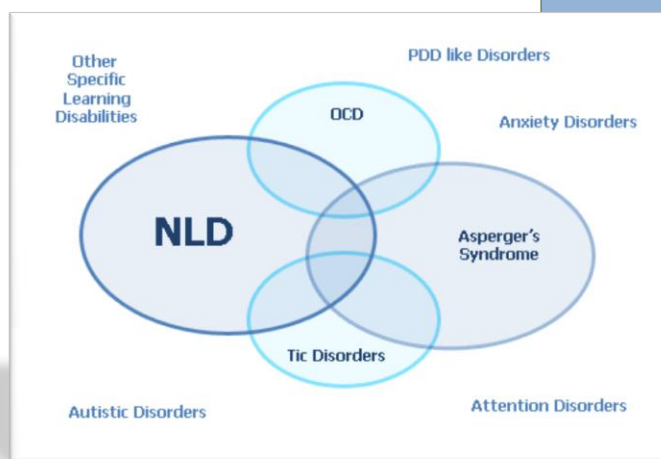 Other
Specific
Learning
Disabilities
PDD like Disorders
OCD
Anxiety Disorders
NLD
Asperger's
Syndrome
Tic Disorders
Autistic Disorders
Attention Disorders